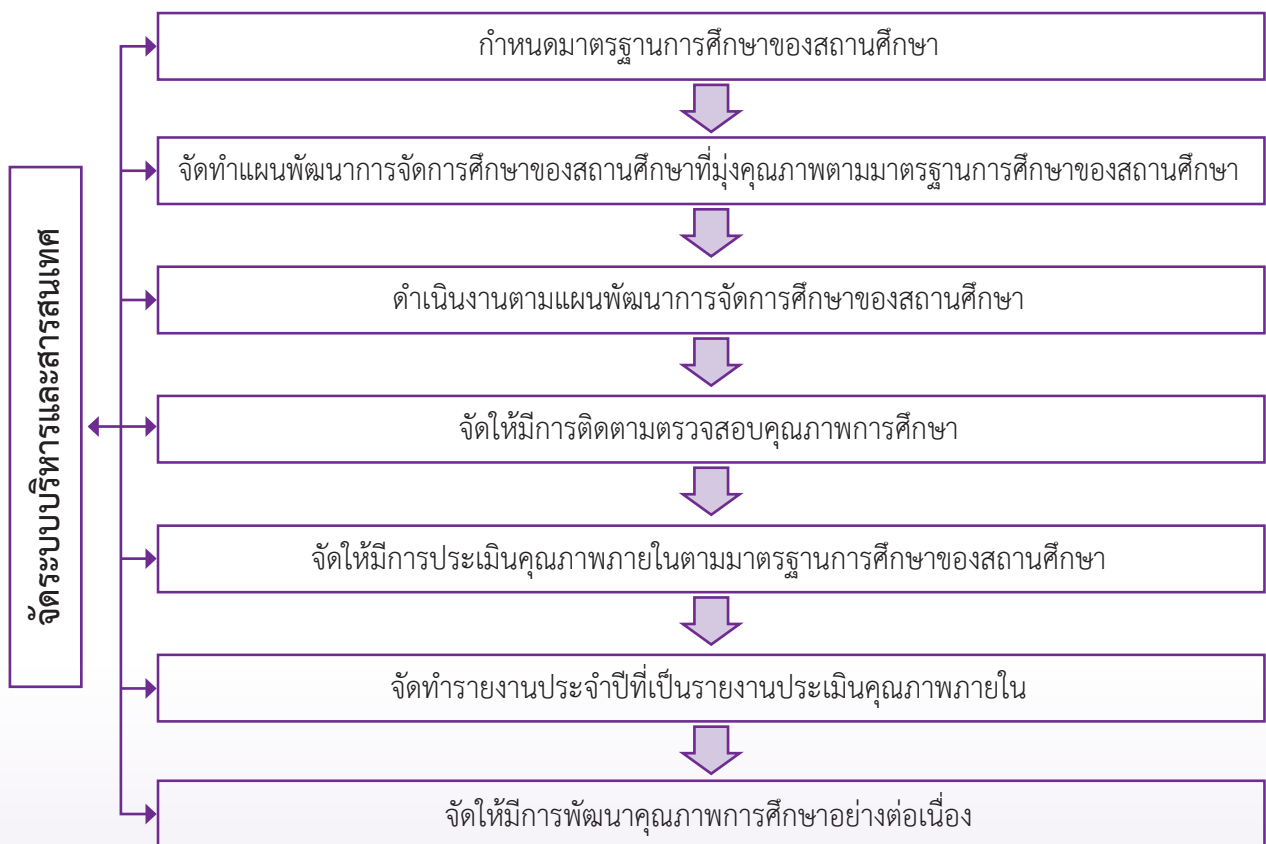 กำหนดมาตรฐานการศึกษาของสถานศึกษา
จัดทำแผนพัฒนาการจัดการศึกษาของสถานศึกษาที่มุ่งคุณภาพตามมาตรฐานการศึกษาของสถานศึกษา
ดำเนินงานตามแผนพัฒนาการจัดการศึกษาของสถานศึกษา
จัดให้มีการติดตามตรวจสอบคุณภาพการศึกษา
จัดให้มีการประเมินคุณภาพภายในตามมาตรฐานการศึกษาของสถานศึกษา
จัดทำรายงานประจำปีที่เป็นรายงานประเมินคุณภาพภายใน
จัดให้มีการพัฒนาคุณภาพการศึกษาอย่างต่อเนื่อง
จัดระบบบริหารและสารสนเทศ